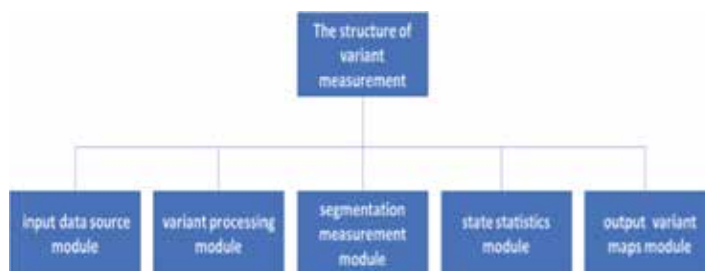 The structure of
variant
measurement
input data source
module
variant processing
module
segmentation
measurement
module
state statistics
module
output variant
maps module